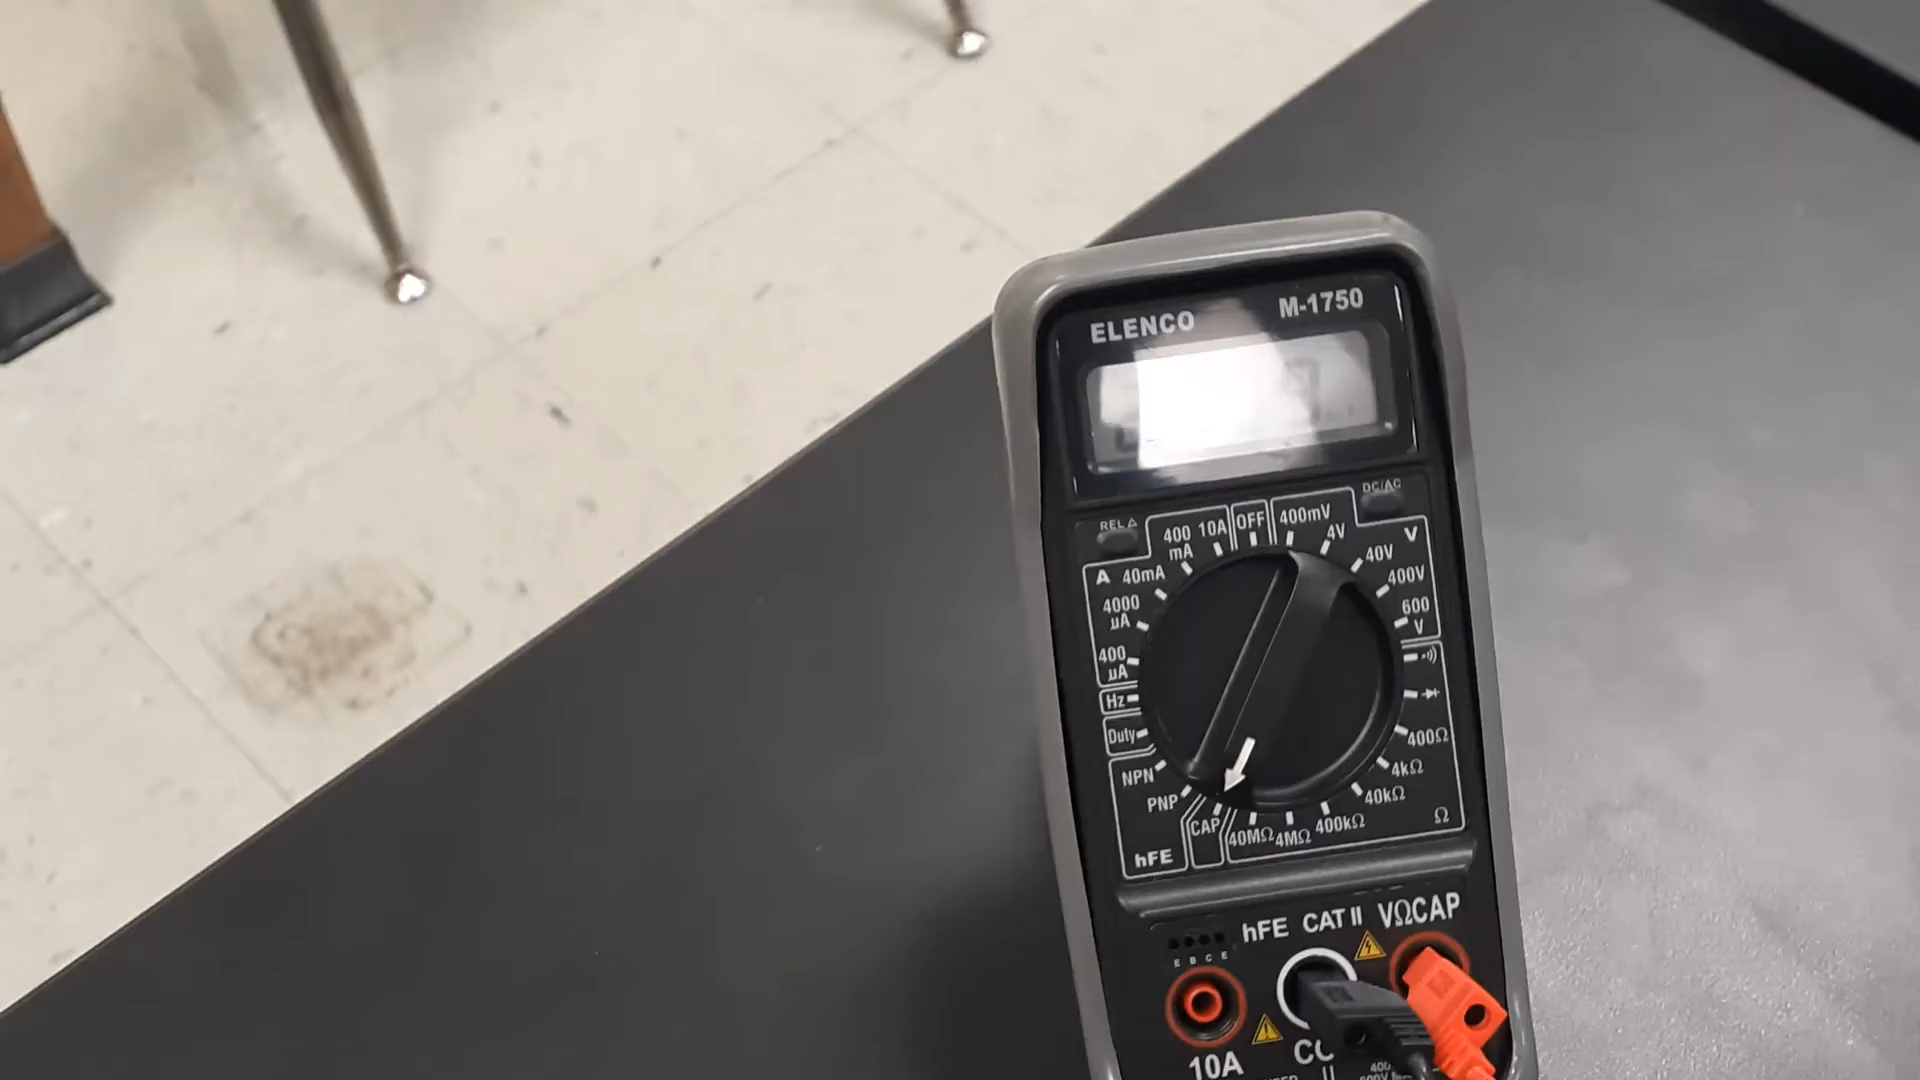 ELENCO M-1750
REL△ DC/AC
400 mA 10A OFF 400mV 4V V
A 40mA 40V
4000 µA 400V
400 µA 600 V
Hz
Duty 400Ω
NPN 4kΩ
PNP 40kΩ
CAP 40MΩ 4MΩ 400kΩ Ω
hFE
hFE CAT II VΩCAP
E B C E
10A